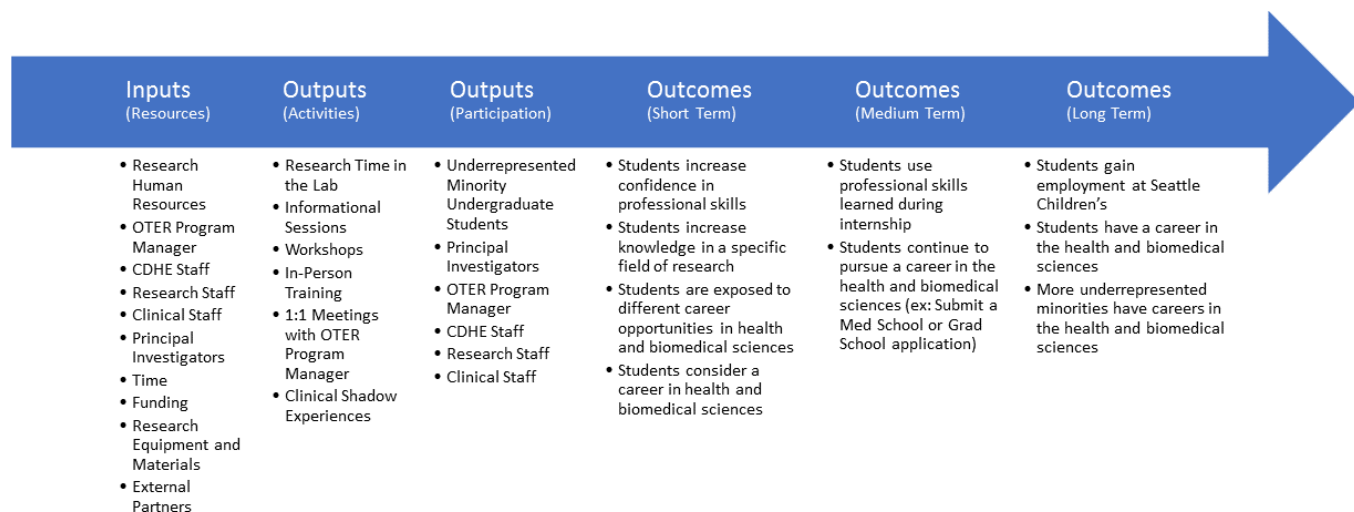 Inputs
(Resources)
• Research
Human
Resources
• OTER Program
Manager
• CDHE Staff
• Research Staff
• Clinical Staff
• Principal
Investigators
• Time
• Funding
• Research
Equipment and
Materials
• External
Partners
Outputs
(Activities)
• Research Time in
the Lab
• Informational
Sessions
• Workshops
• In-Person
Training
• 1:1 Meetings
with OTER
Program
Manager
• Clinical Shadow
Experiences
Outputs
(Participation)
• Underrepresented
Minority
Undergraduate
Students
• Principal
Investigators
• OTER Program
Manager
• CDHE Staff
• Research Staff
• Clinical Staff
Outcomes
(Short Term)
• Students increase
confidence in
professional skills
• Students increase
knowledge in a specific
field of research
• Students are exposed to
different career
opportunities in health
and biomedical sciences
• Students consider a
career in health and
biomedical sciences
Outcomes
(Medium Term)
• Students use
professional skills
learned during
internship
• Students continue to
pursue a career in the
health and biomedical
sciences (ex: Submit a
Med School or Grad
School application)
Outcomes
(Long Term)
• Students gain
employment at Seattle
Children's
• Students have a career in
the health and biomedical
sciences
• More underrepresented
minorities have careers in
the health and biomedical
sciences